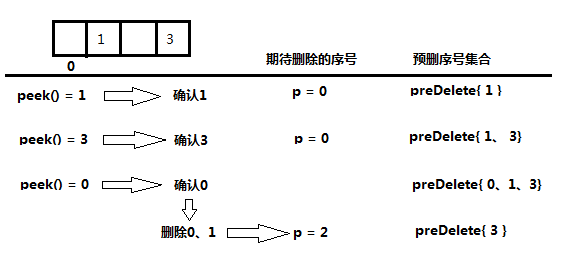 1 3
0
期待删除的序号 预删序号集合
peek() = 1 确认1 p = 0 preDelete{ 1 }
peek() = 3 确认3 p = 0 preDelete{ 1、 3}
peek() = 0 确认0 preDelete{ 0、1、3}
删除0、1 p = 2 preDelete{ 3 }